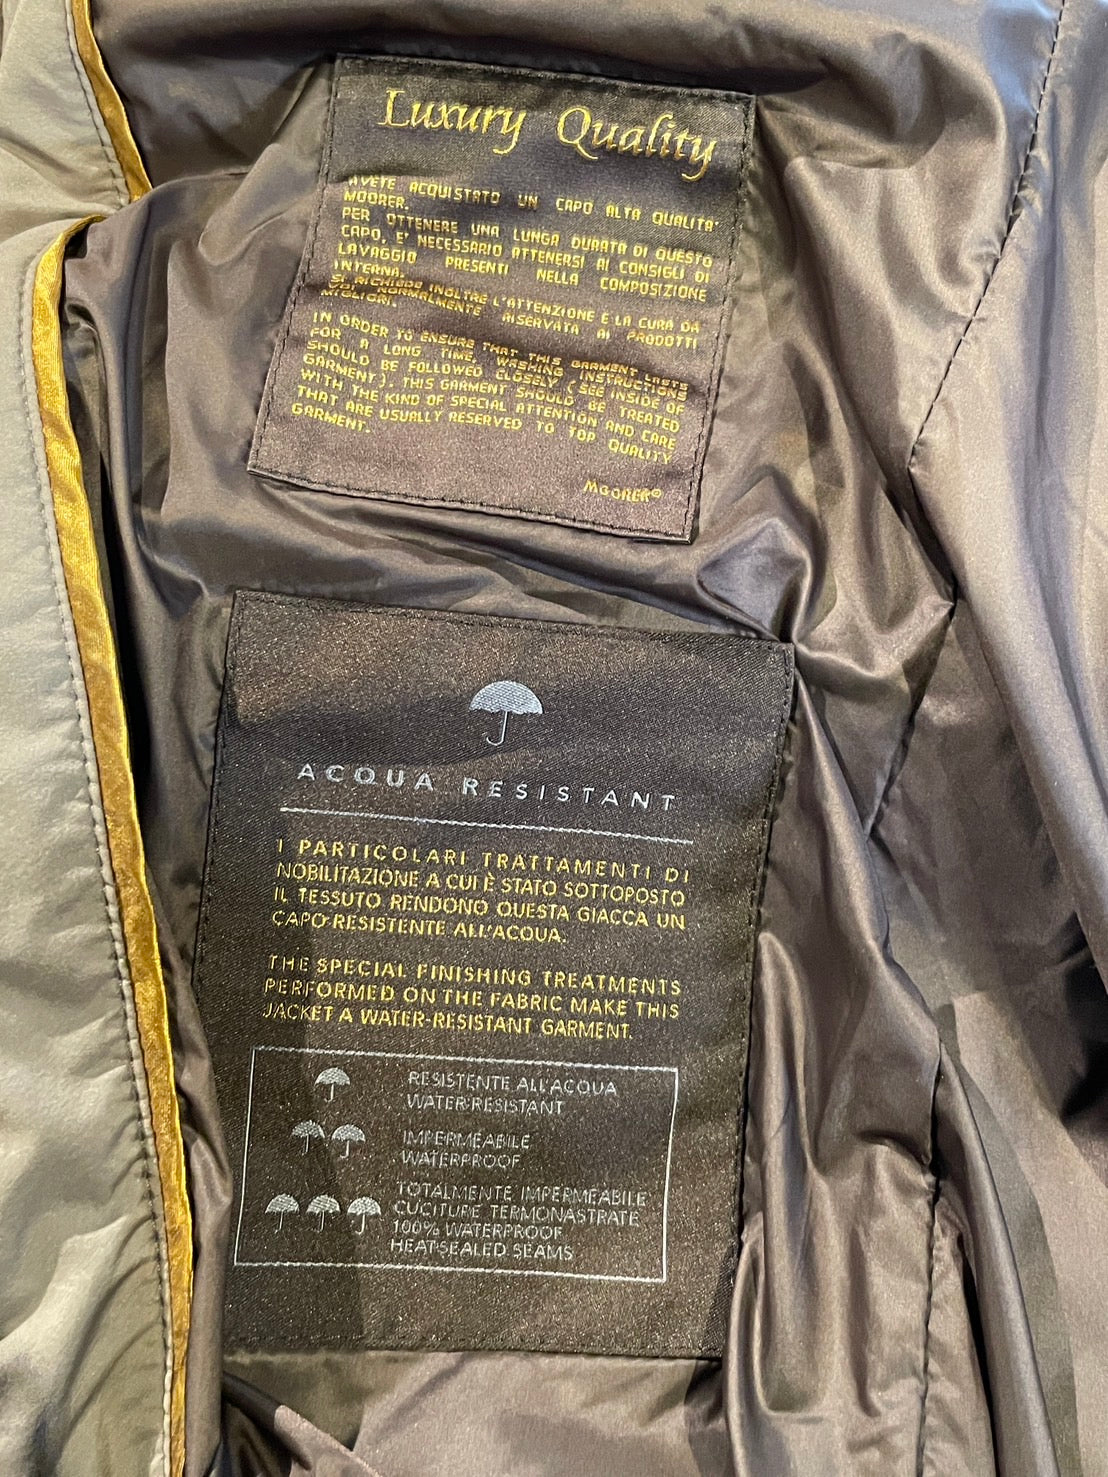 Luxury Quality
AVETE ACQUISTATO UN CAPO ALTA QUALITA'
MOORER.
PER OTTENERE UNA LUNGA DURATA DI QUESTO
CAPO, E' NECESSARIO ATTENERSI AI CONSIGLI DI
LAVAGGIO PRESENTI NELLA COMPOSIZIONE
INTERNA.
SI RICHIEDE INOLTRE L'ATTENZIONE E LA CURA DA
VOI NORMALMENTE RISERVATA AI PRODOTTI
MIGLIORI.
IN ORDER TO ENSURE THAT THIS GARMENT LASTS
FOR A LONG TIME, WASHING INSTRUCTIONS
SHOULD BE FOLLOWED CLOSELY (SEE INSIDE OF
GARMENT). THIS GARMENT SHOULD BE TREATED
WITH THE KIND OF SPECIAL ATTENTION AND CARE
THAT ARE USUALLY RESERVED TO TOP QUALITY
GARMENT.
MOORER®
ACQUA RESISTANT
I PARTICOLARI TRATTAMENTI DI
NOBILITAZIONE A CUI È STATO SOTTOPOSTO
IL TESSUTO RENDONO QUESTA GIACCA UN
CAPO RESISTENTE ALL'ACQUA.
THE SPECIAL FINISHING TREATMENTS
PERFORMED ON THE FABRIC MAKE THIS
JACKET A WATER-RESISTANT GARMENT.
RESISTENTE ALL'ACQUA
WATER-RESISTANT
IMPERMEABILE
WATERPROOF
TOTALMENTE IMPERMEABILE
CUCITURE TERMONASTRATE
100% WATERPROOF
HEAT-SEALED SEAMS